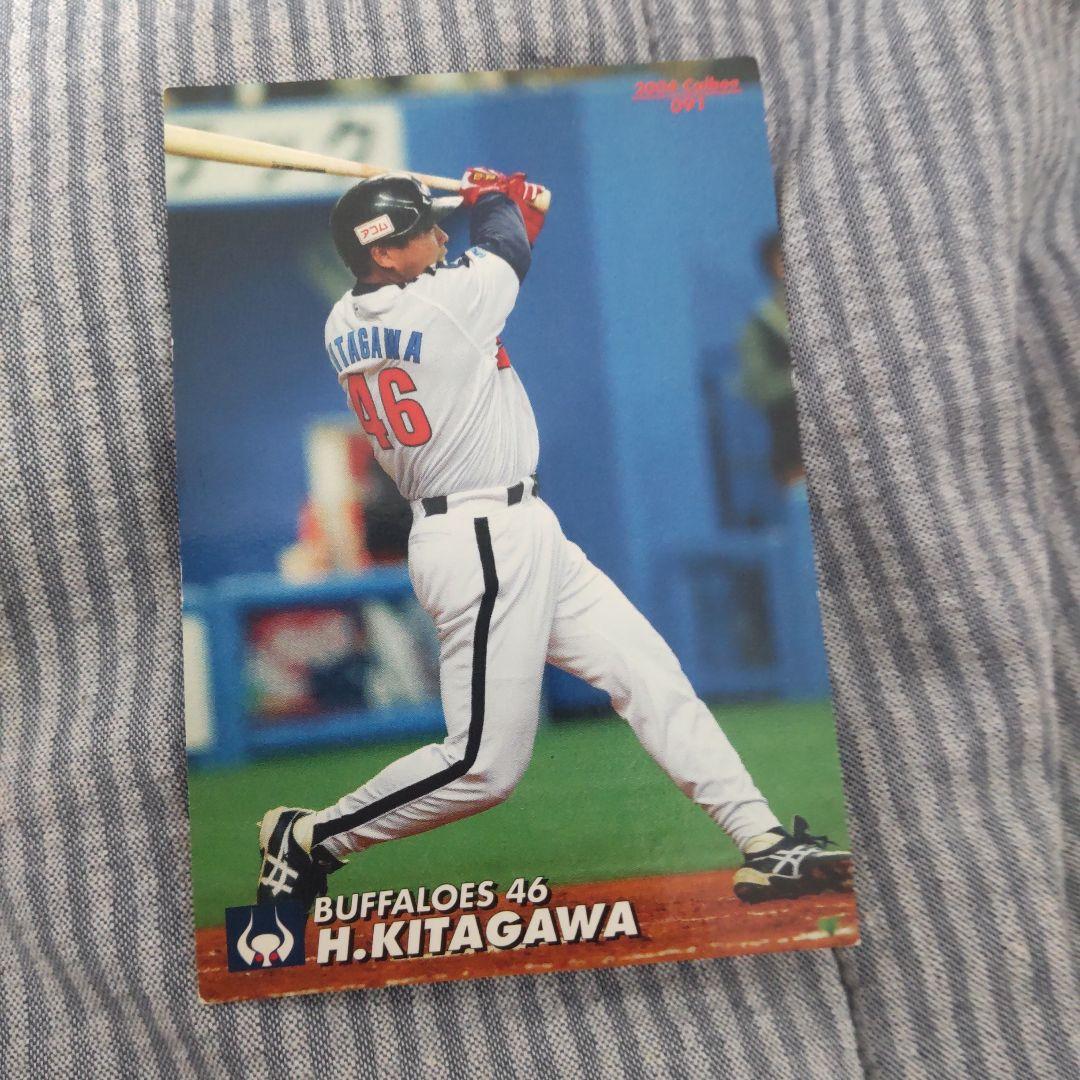 2004 Calbee
091
アコム
ITAGAWA
46
BUFFALOES 46
H.KITAGAWA